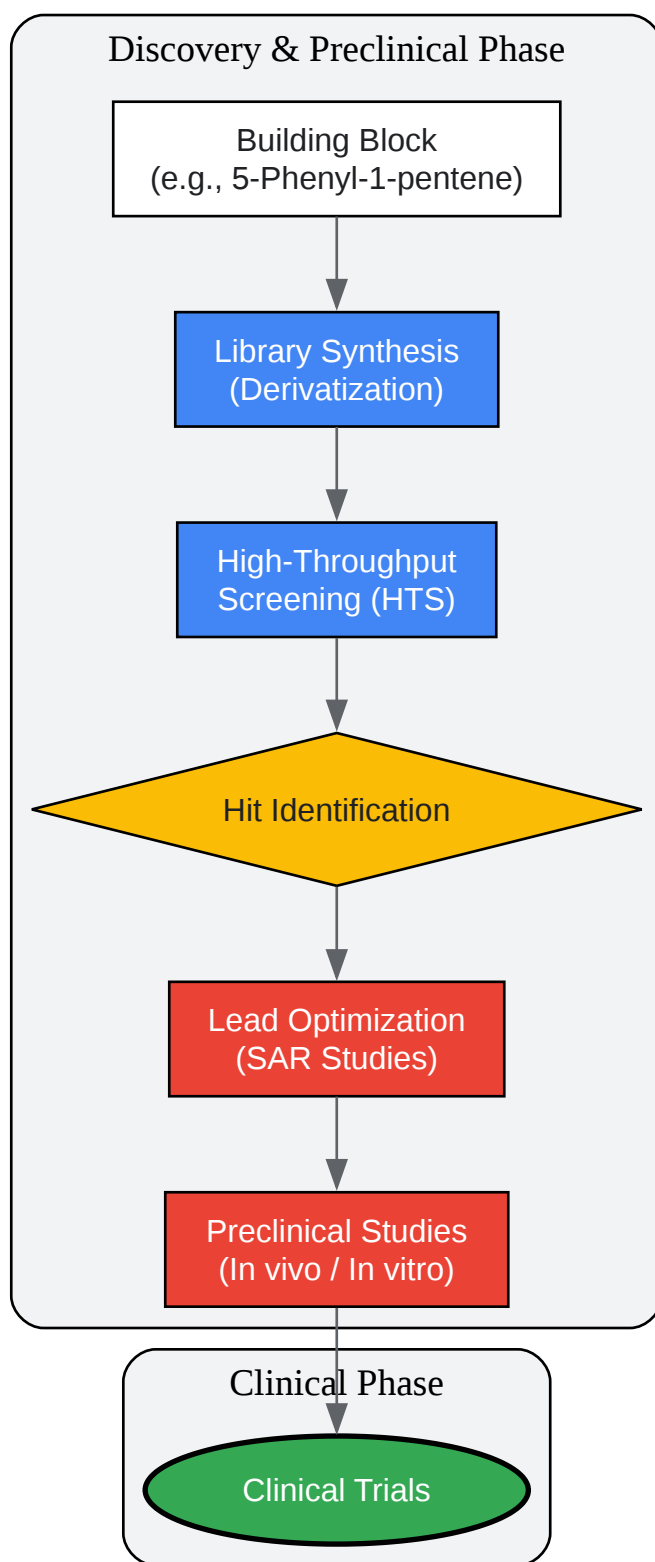 Discovery & Preclinical Phase
Building Block
(e.g., 5-Phenyl-1-pentene)
Library Synthesis
(Derivatization)
High-Throughput
Screening (HTS)
Hit Identification
Lead Optimization
(SAR Studies)
Preclinical Studies
(In vivo / In vitro)
Clinical Phase
Clinical Trials